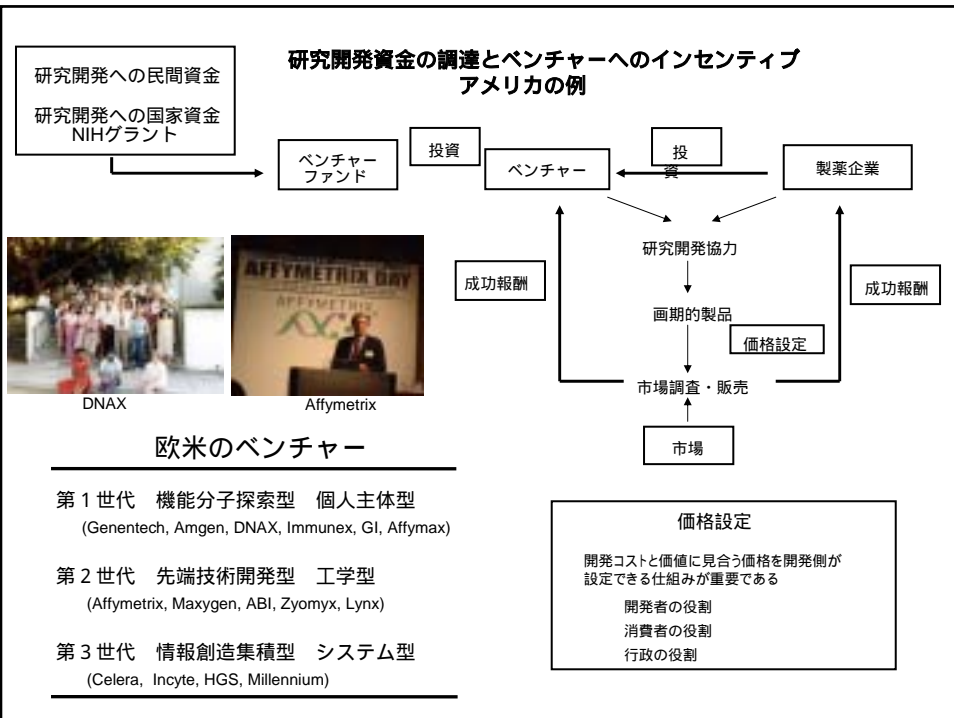 研究開発資金の調達とベンチャーへのインセンティブ
アメリカの例
研究開発への民間資金
研究開発への国家資金
NIHグラント
ベンチャー
ファンド
投資
ベンチャー
投
資
製薬企業
研究開発協力
成功報酬
成功報酬
画期的製品
価格設定
市場調査・販売
市場
AFFYMETRIX DAY
AFFYMETRIX
DNAX
Affymetrix
欧米のベンチャー
第1世代 機能分子探索型 個人主体型
(Genentech, Amgen, DNAX, Immunex, GI, Affymax)
第2世代 先端技術開発型 工学型
(Affymetrix, Maxygen, ABI, Zyomyx, Lynx)
第3世代 情報創造集積型 システム型
(Celera, Incyte, HGS, Millennium)
価格設定
開発コストと価値に見合う価格を開発側が
設定できる仕組みが重要である
開発者の役割
消費者の役割
行政の役割